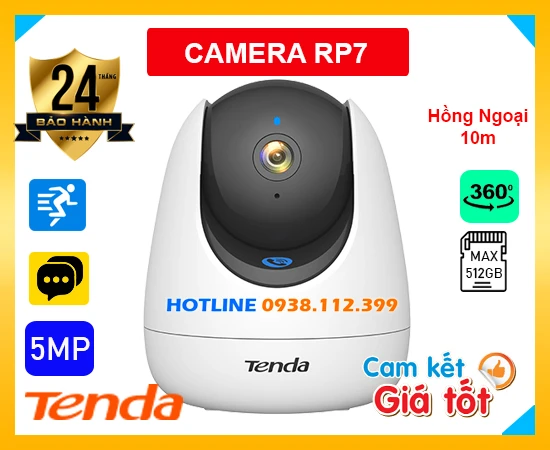 CAMERA RP7
24
THÁNG
BẢO HÀNH
Hồng Ngoại
10m
360°
MAX
512GB
5MP
HOTLINE 0938.112.399
Tenda
Tenda
Cam kết
Giá tốt